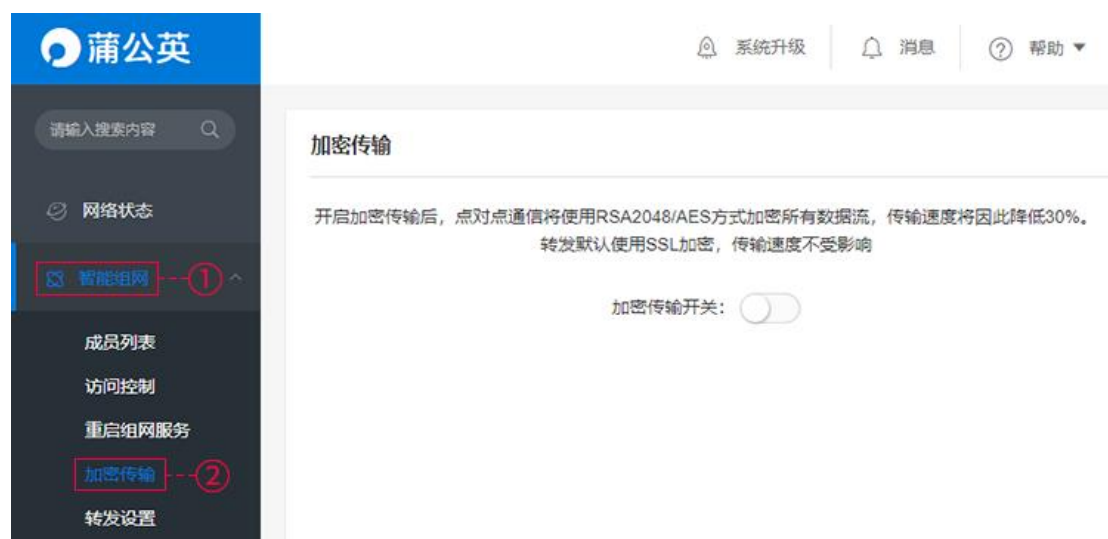 蒲公英
系统升级
消息
帮助
请输入搜索内容
网络状态
智能组网
①
成员列表
访问控制
重启组网服务
加密传输
②
转发设置
加密传输
开启加密传输后，点对点通信将使用RSA2048/AES方式加密所有数据流，传输速度将因此降低30%。
转发默认使用SSL加密，传输速度不受影响
加密传输开关：